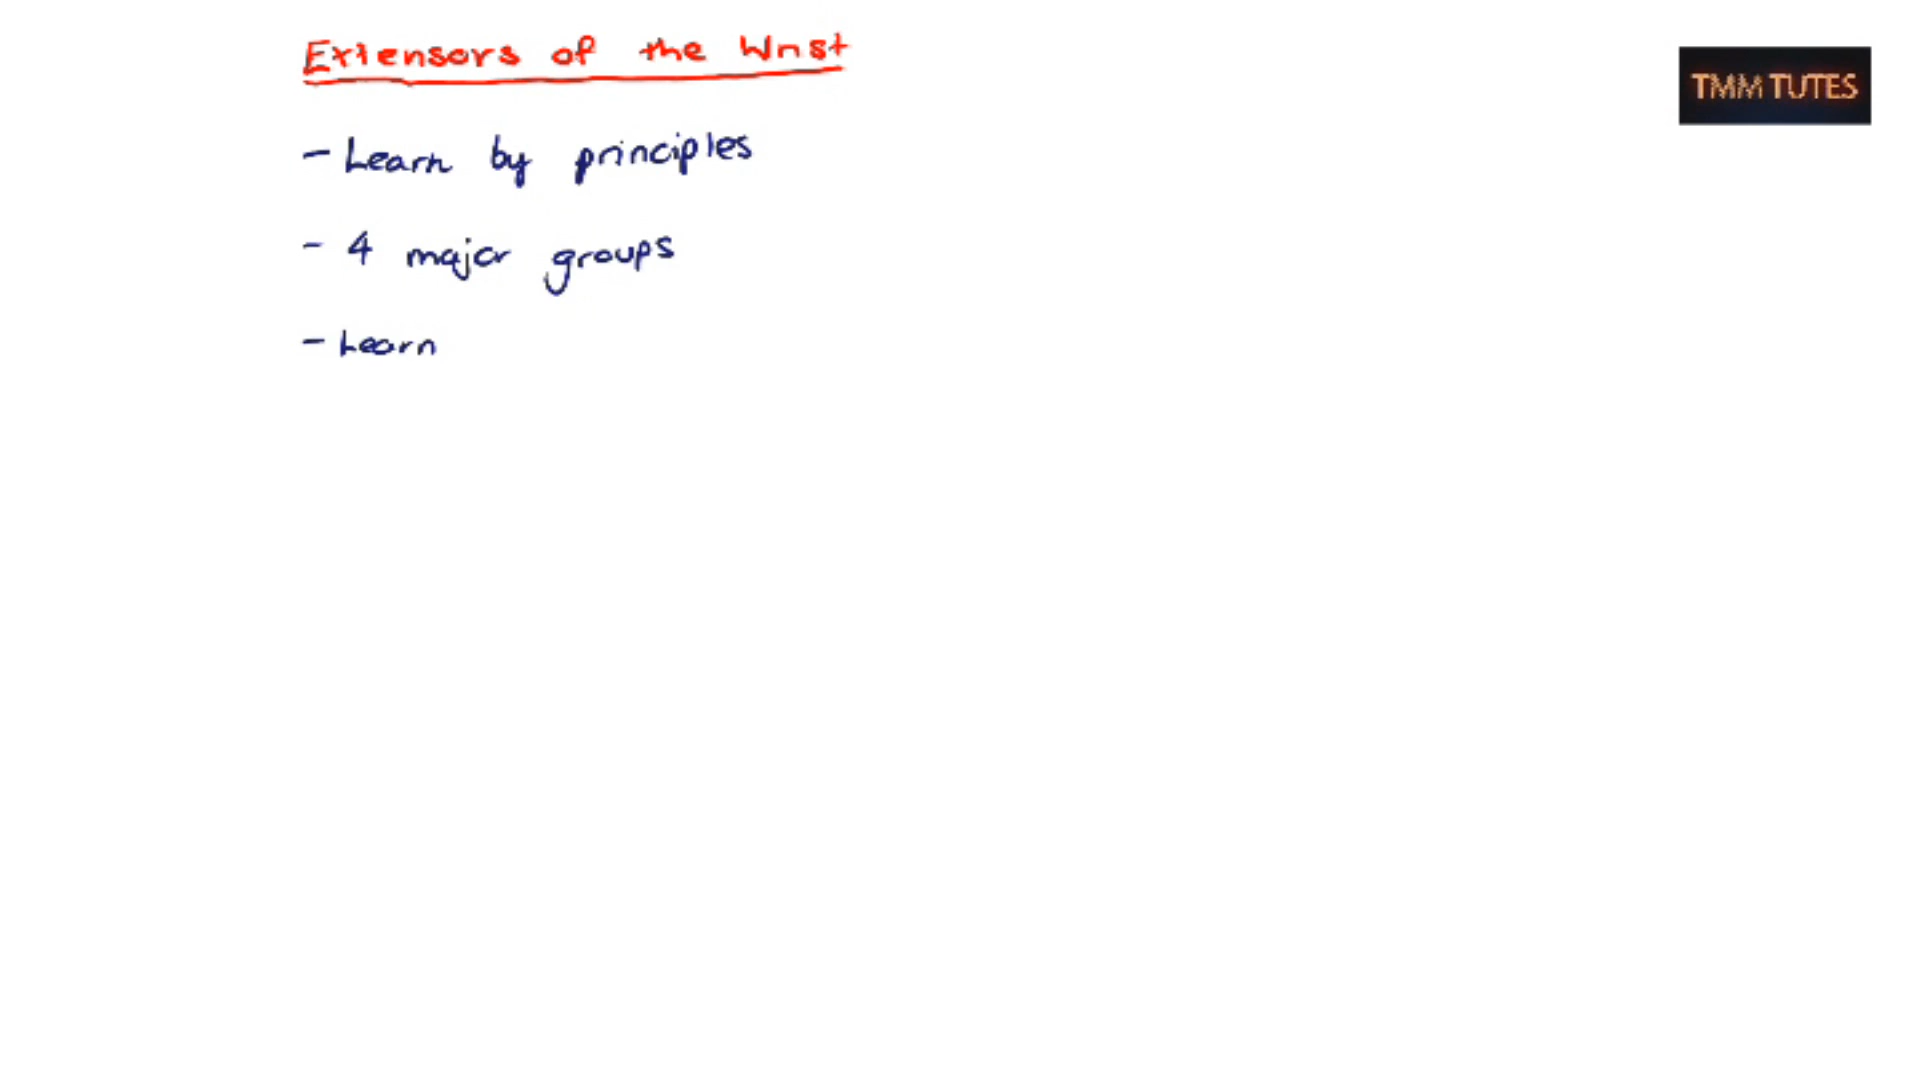 Extensors of the Wrist
TMM TUTES
- Learn by principles
- 4 major groups
- Learn